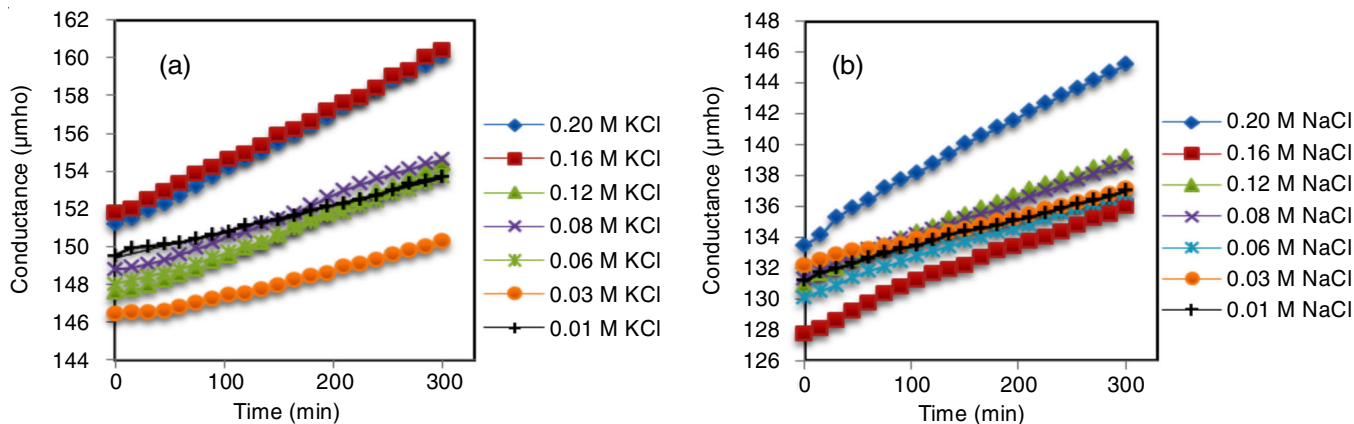 (a)
Conductance (µmho)
162
160
158
156
154
152
150
148
146
144
0
100
200
300
Time (min)
0.20 M KCl
0.16 M KCl
0.12 M KCl
0.08 M KCl
0.06 M KCl
0.03 M KCl
0.01 M KCl
(b)
Conductance (µmho)
148
146
144
142
140
138
136
134
132
130
128
126
0
100
200
300
Time (min)
0.20 M NaCl
0.16 M NaCl
0.12 M NaCl
0.08 M NaCl
0.06 M NaCl
0.03 M NaCl
0.01 M NaCl